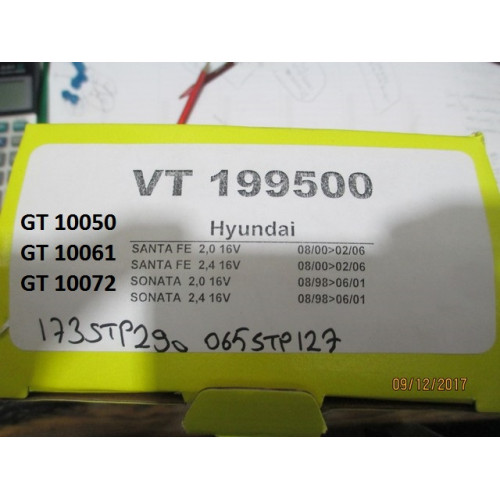 VT 199500
GT 10050
Hyundai
GT 10061
SANTA FE 2,0 16V 08/00>02/06
SANTA FE 2,4 16V 08/00>02/06
GT 10072
SONATA 2,0 16V 08/98>06/01
SONATA 2,4 16V 08/98>06/01
173STP290 065STP127
09/12/2017